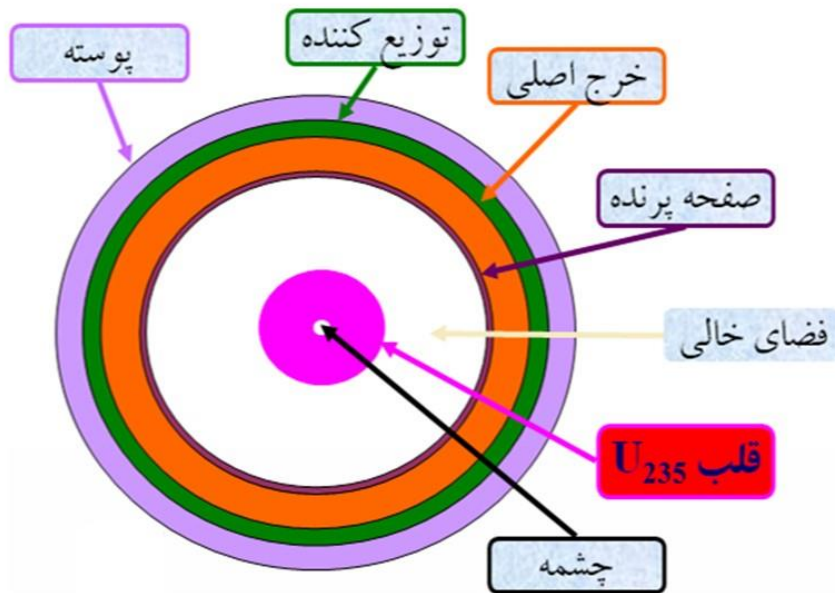 توزیع کننده
پوسته
خرج اصلی
صفحه پرنده
فضای خالی
قلب U235
چشمه